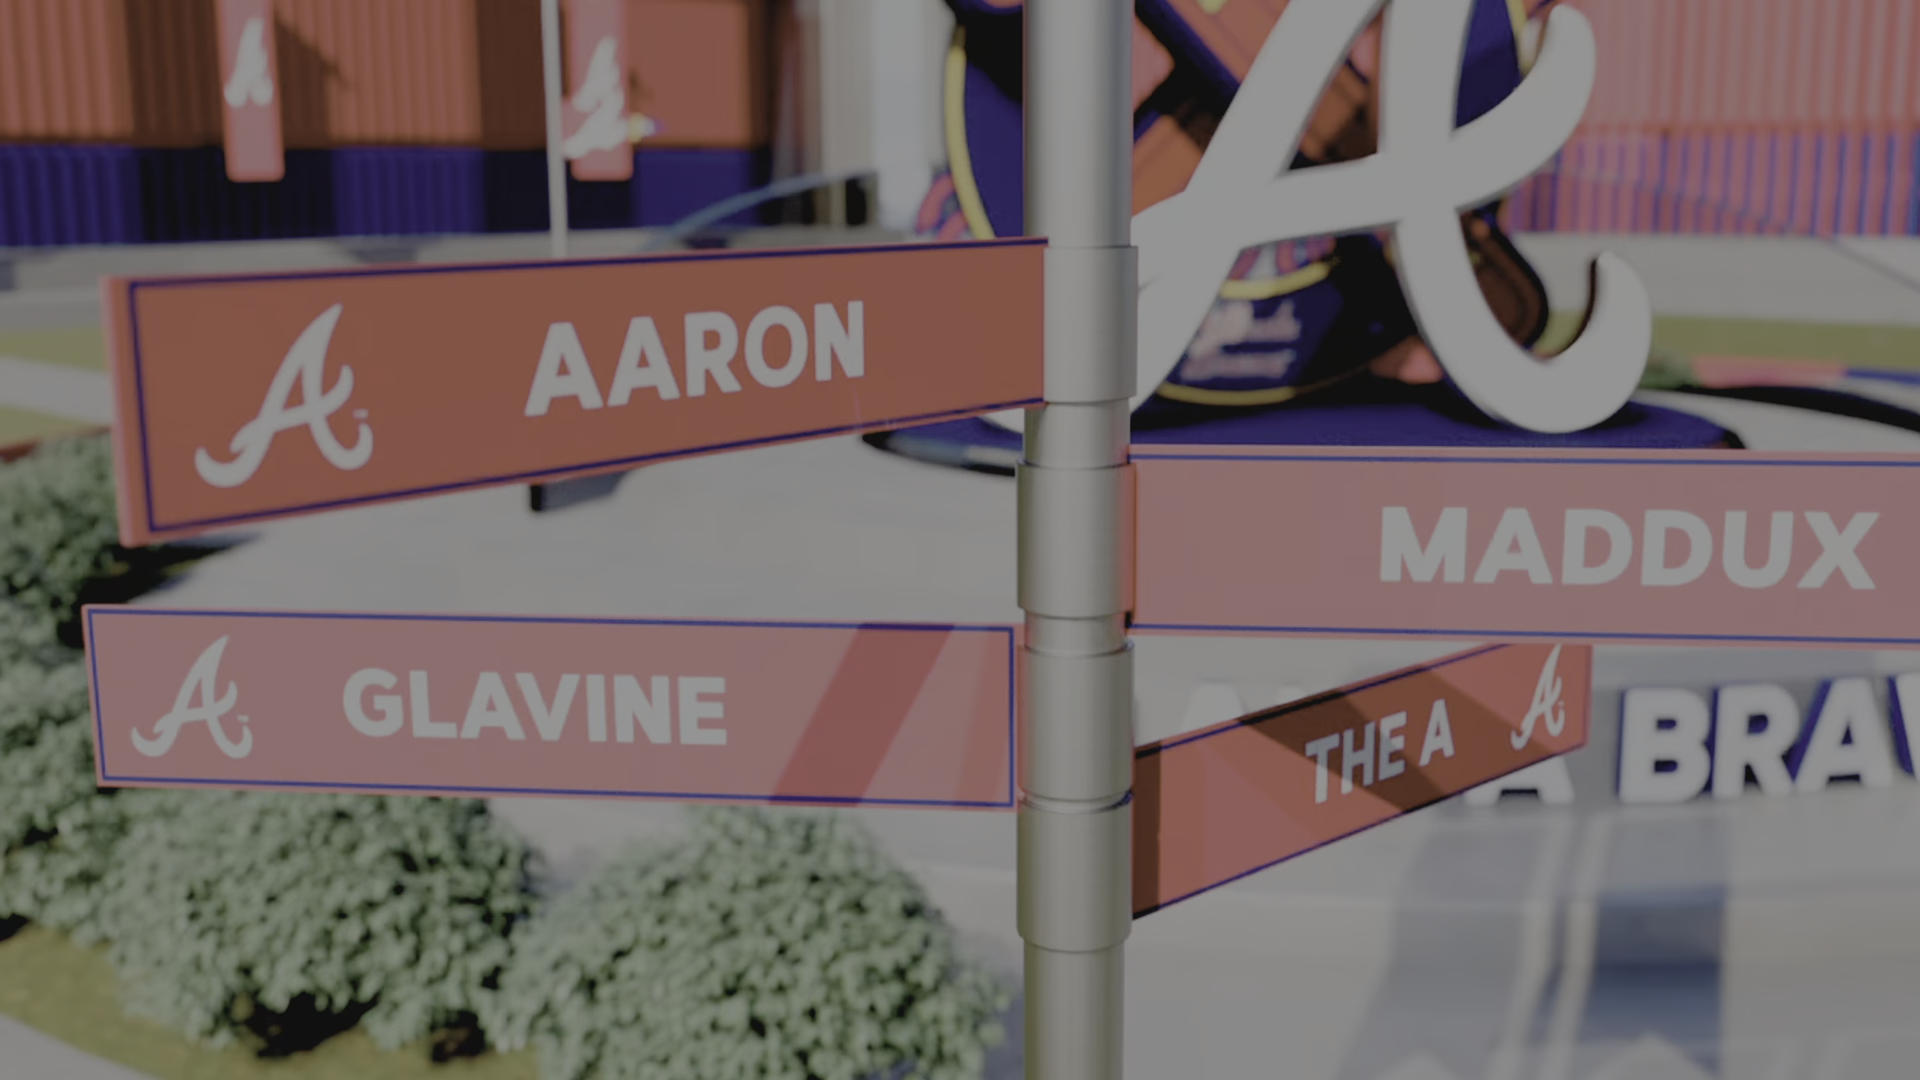 AARON
MADDUX
GLAVINE
THE A
A BRAV